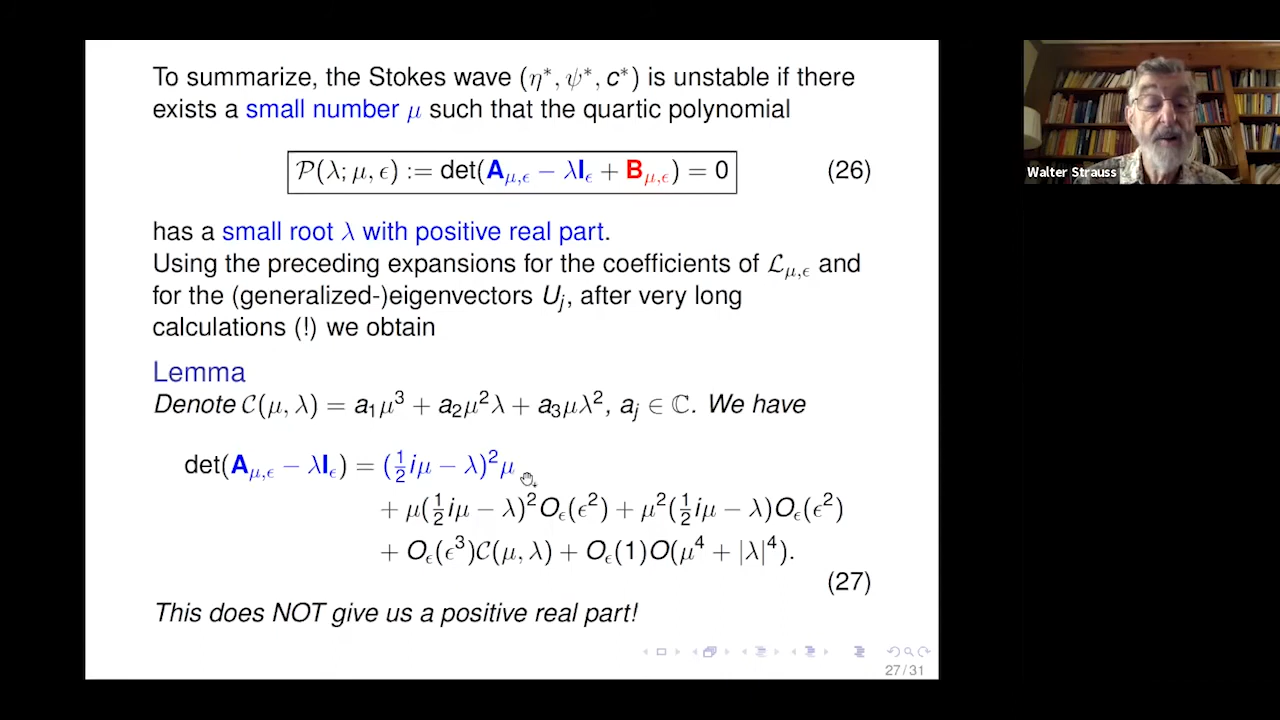 To summarize, the Stokes wave (η*, ψ*, c*) is unstable if there
exists a small number μ such that the quartic polynomial
𝒫(λ; μ, ϵ) := det(A_{μ,ϵ} − λI_ϵ + B_{μ,ϵ}) = 0 (26)
has a small root λ with positive real part.
Using the preceding expansions for the coefficients of ℒ_{μ,ϵ} and
for the (generalized-)eigenvectors U_j, after very long
calculations (!) we obtain
Lemma
Denote 𝒞(μ, λ) = a₁μ³ + a₂μ²λ + a₃μλ², a_j ∈ ℂ. We have
det(A_{μ,ϵ} − λI_ϵ) = (½iμ − λ)²μ
+ μ(½iμ − λ)²O_ϵ(ϵ²) + μ²(½iμ − λ)O_ϵ(ϵ²)
+ O_ϵ(ϵ³)𝒞(μ, λ) + O_ϵ(1)O(μ⁴ + |λ|⁴).
(27)
This does NOT give us a positive real part!
27 / 31
Walter Strauss